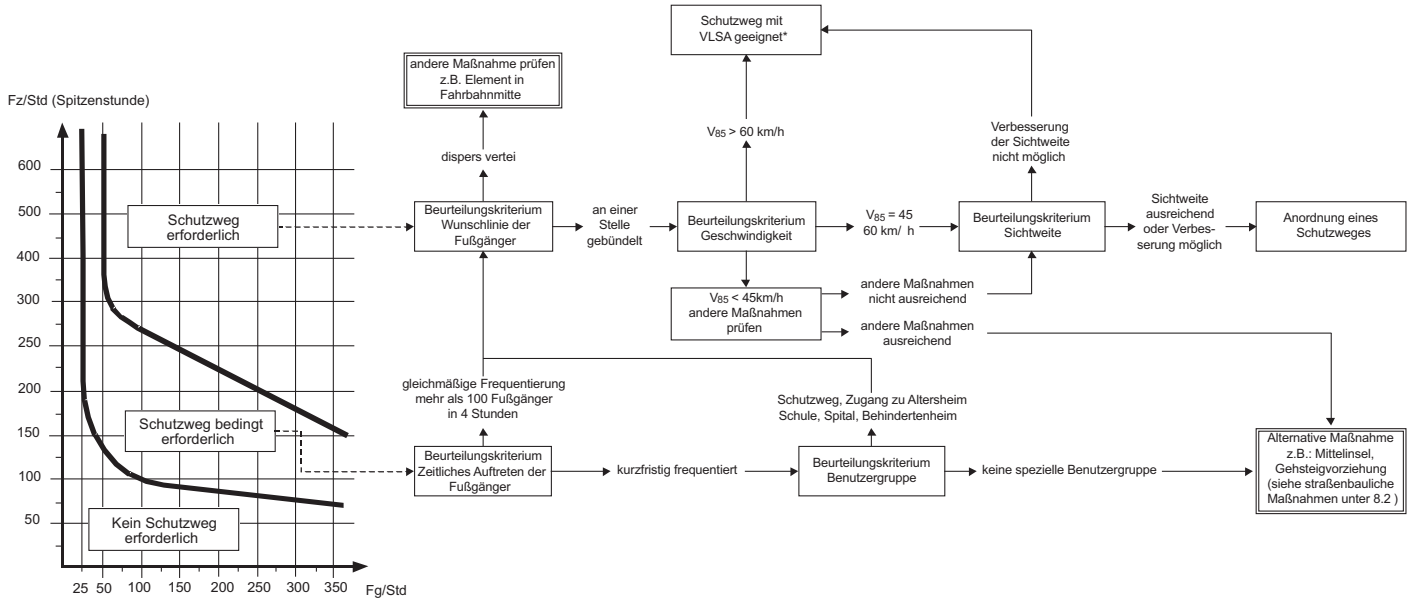 Schutzweg mit
VLSA geeignet*
andere Maßnahme prüfen
z.B. Element in
Fahrbahnmitte
Fz/Std (Spitzenstunde)
V85 > 60 km/h
Verbesserung
der Sichtweite
nicht möglich
dispers vertei
600
500
400
300
250
200
150
100
50
Schutzweg
erforderlich
Beurteilungskriterium
Wunschlinie der
Fußgänger
an einer
Stelle
gebündelt
Beurteilungskriterium
Geschwindigkeit
V85 = 45
60 km/ h
Beurteilungskriterium
Sichtweite
Sichtweite
ausreichend
oder Verbes-
serung möglich
Anordnung eines
Schutzweges
V85 < 45km/h
andere Maßnahmen
prüfen
andere Maßnahmen
nicht ausreichend
andere Maßnahmen
ausreichend
gleichmäßige Frequentierung
mehr als 100 Fußgänger
in 4 Stunden
Schutzweg, Zugang zu Altersheim
Schule, Spital, Behindertenheim
Schutzweg bedingt
erforderlich
Beurteilungskriterium
Zeitliches Auftreten der
Fußgänger
kurzfristig frequentiert
Beurteilungskriterium
Benutzergruppe
keine spezielle Benutzergruppe
Alternative Maßnahme
z.B.: Mittelinsel,
Gehsteigvorziehung
(siehe straßenbauliche
Maßnahmen unter 8.2 )
Kein Schutzweg
erforderlich
25 50 100 150 200 250 300 350 Fg/Std